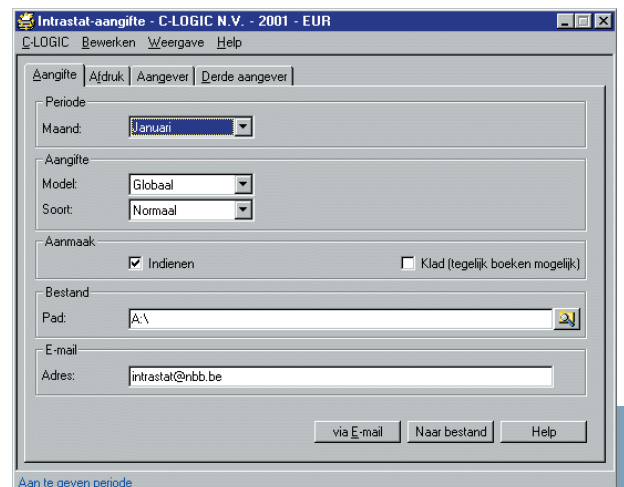 Intrastat-aangifte - C-LOGIC N.V. - 2001 - EUR
C-LOGIC Bewerken Weergave Help
Aangifte Afdruk Aangever Derde aangever
Periode
Maand: Januari
Aangifte
Model: Globaal
Soort: Normaal
Aanmaak
Indienen Klad (tegelijk boeken mogelijk)
Bestand
Pad: A:\
E-mail
Adres: intrastat@nbb.be
via E-mail Naar bestand Help
Aan te geven periode